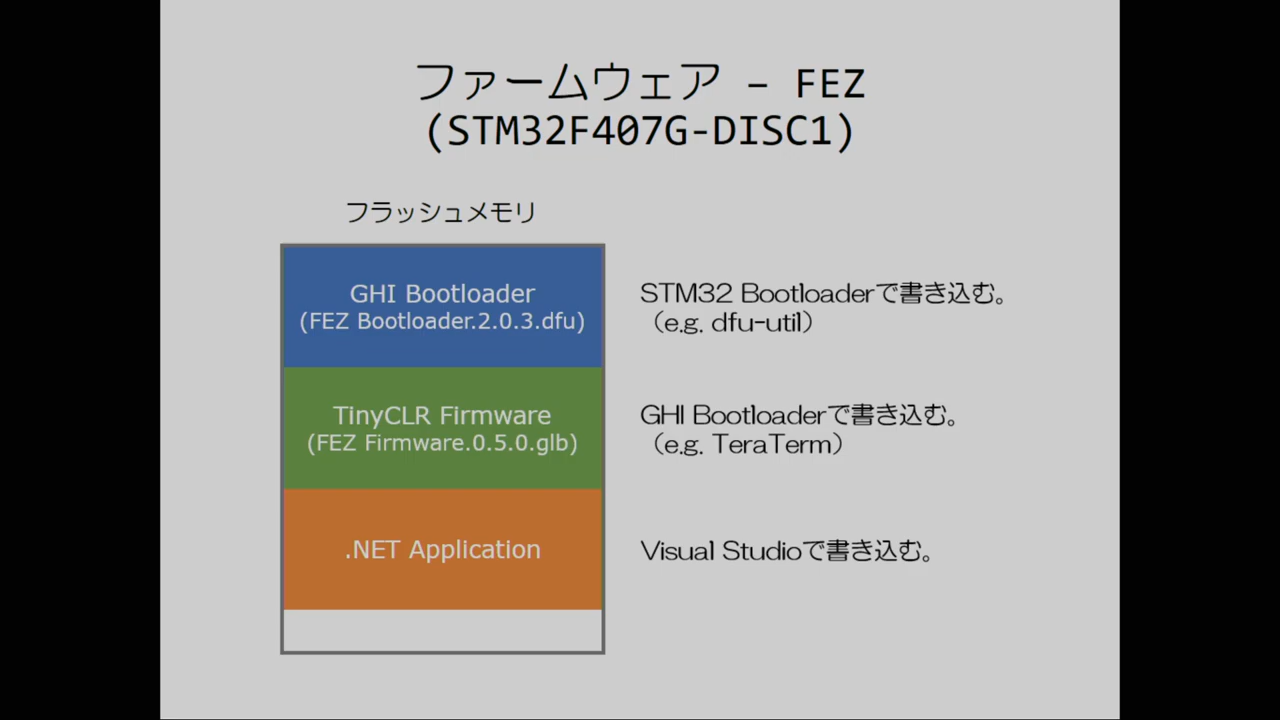 ファームウェア – FEZ
(STM32F407G-DISC1)
フラッシュメモリ
GHI Bootloader
(FEZ Bootloader.2.0.3.dfu)
STM32 Bootloaderで書き込む。
（e.g. dfu-util）
TinyCLR Firmware
(FEZ Firmware.0.5.0.glb)
GHI Bootloaderで書き込む。
（e.g. TeraTerm）
.NET Application
Visual Studioで書き込む。